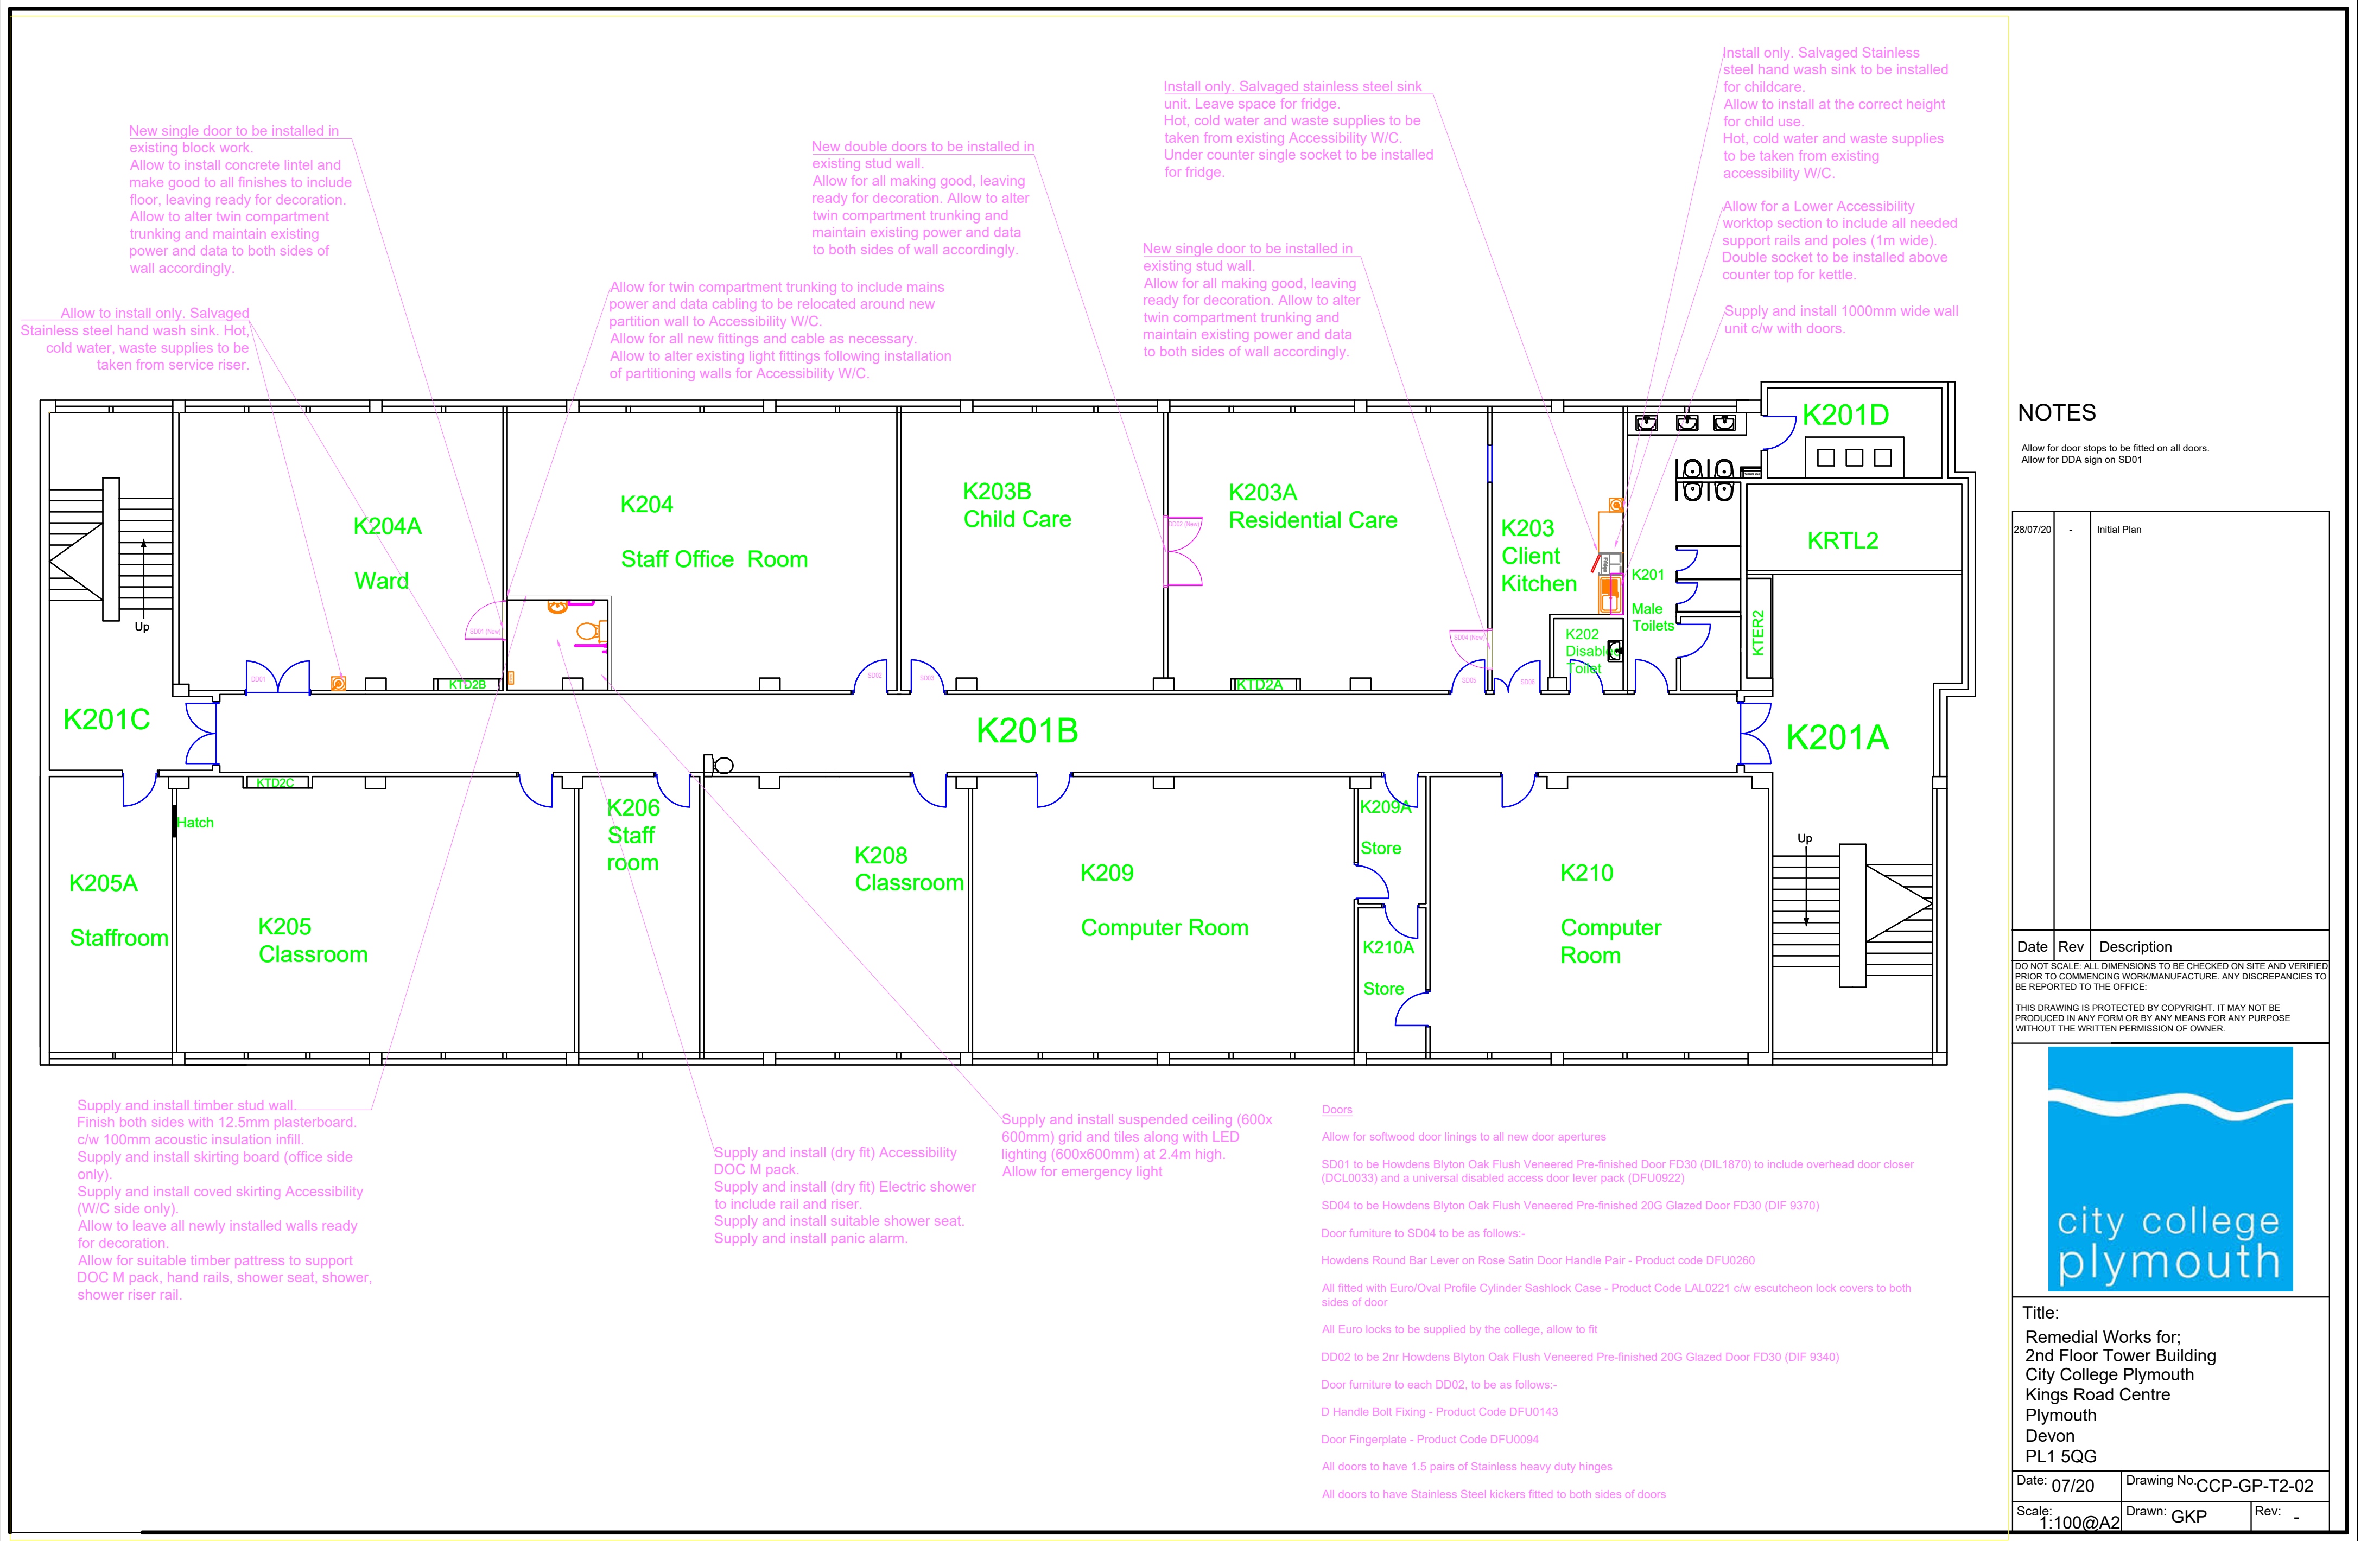 New single door to be installed in
existing block work.
Allow to install concrete lintel and
make good to all finishes to include
floor, leaving ready for decoration.
Allow to alter twin compartment
trunking and maintain existing
power and data to both sides of
wall accordingly.
Allow to install only. Salvaged
Stainless steel hand wash sink. Hot,
cold water, waste supplies to be
taken from service riser.
Allow for twin compartment trunking to include mains
power and data cabling to be relocated around new
partition wall to Accessibility W/C.
Allow for all new fittings and cable as necessary.
Allow to alter existing light fittings following installation
of partitioning walls for Accessibility W/C.
New double doors to be installed in
existing stud wall.
Allow for all making good, leaving
ready for decoration. Allow to alter
twin compartment trunking and
maintain existing power and data
to both sides of wall accordingly.
Install only. Salvaged stainless steel sink
unit. Leave space for fridge.
Hot, cold water and waste supplies to be
taken from existing Accessibility W/C.
Under counter single socket to be installed
for fridge.
New single door to be installed in
existing stud wall.
Allow for all making good, leaving
ready for decoration. Allow to alter
twin compartment trunking and
maintain existing power and data
to both sides of wall accordingly.
Install only. Salvaged Stainless
steel hand wash sink to be installed
for childcare.
Allow to install at the correct height
for child use.
Hot, cold water and waste supplies
to be taken from existing
accessibility W/C.
Allow for a Lower Accessibility
worktop section to include all needed
support rails and poles (1m wide).
Double socket to be installed above
counter top for kettle.
Supply and install 1000mm wide wall
unit c/w with doors.
K204A
Ward
K204
Staff Office Room
K203B
Child Care
K203A
Residential Care
K203
Client
Kitchen
Fridge
K201
Male
Toilets
K202
Disabled
Toilet
K201D
KRTL2
KTER2
Up
SD01 (New)
DD02 (New)
SD04 (New)
DD01
KTD2B
SD02
SD03
KTD2A
SD05
SD06
K201C
K201B
K201A
KTD2C
Hatch
K205A
Staffroom
K205
Classroom
K206
Staff
room
K208
Classroom
K209
Computer Room
K209A
Store
K210A
Store
K210
Computer
Room
Up
Supply and install timber stud wall.
Finish both sides with 12.5mm plasterboard.
c/w 100mm acoustic insulation infill.
Supply and install skirting board (office side
only).
Supply and install coved skirting Accessibility
(W/C side only).
Allow to leave all newly installed walls ready
for decoration.
Allow for suitable timber pattress to support
DOC M pack, hand rails, shower seat, shower,
shower riser rail.
Supply and install (dry fit) Accessibility
DOC M pack.
Supply and install (dry fit) Electric shower
to include rail and riser.
Supply and install suitable shower seat.
Supply and install panic alarm.
Supply and install suspended ceiling (600x
600mm) grid and tiles along with LED
lighting (600x600mm) at 2.4m high.
Allow for emergency light
Doors
Allow for softwood door linings to all new door apertures
SD01 to be Howdens Blyton Oak Flush Veneered Pre-finished Door FD30 (DIL1870) to include overhead door closer
(DCL0033) and a universal disabled access door lever pack (DFU0922)
SD04 to be Howdens Blyton Oak Flush Veneered Pre-finished 20G Glazed Door FD30 (DIF 9370)
Door furniture to SD04 to be as follows:-
Howdens Round Bar Lever on Rose Satin Door Handle Pair - Product code DFU0260
All fitted with Euro/Oval Profile Cylinder Sashlock Case - Product Code LAL0221 c/w escutcheon lock covers to both
sides of door
All Euro locks to be supplied by the college, allow to fit
DD02 to be 2nr Howdens Blyton Oak Flush Veneered Pre-finished 20G Glazed Door FD30 (DIF 9340)
Door furniture to each DD02, to be as follows:-
D Handle Bolt Fixing - Product Code DFU0143
Door Fingerplate - Product Code DFU0094
All doors to have 1.5 pairs of Stainless heavy duty hinges
All doors to have Stainless Steel kickers fitted to both sides of doors
NOTES
Allow for door stops to be fitted on all doors.
Allow for DDA sign on SD01
28/07/20 - Initial Plan
Date Rev Description
DO NOT SCALE: ALL DIMENSIONS TO BE CHECKED ON SITE AND VERIFIED
PRIOR TO COMMENCING WORK/MANUFACTURE. ANY DISCREPANCIES TO
BE REPORTED TO THE OFFICE:
THIS DRAWING IS PROTECTED BY COPYRIGHT. IT MAY NOT BE
PRODUCED IN ANY FORM OR BY ANY MEANS FOR ANY PURPOSE
WITHOUT THE WRITTEN PERMISSION OF OWNER.
city college
plymouth
Title:
Remedial Works for;
2nd Floor Tower Building
City College Plymouth
Kings Road Centre
Plymouth
Devon
PL1 5QG
Date: 07/20 Drawing No. CCP-GP-T2-02
Scale: 1:100@A2 Drawn: GKP Rev: -